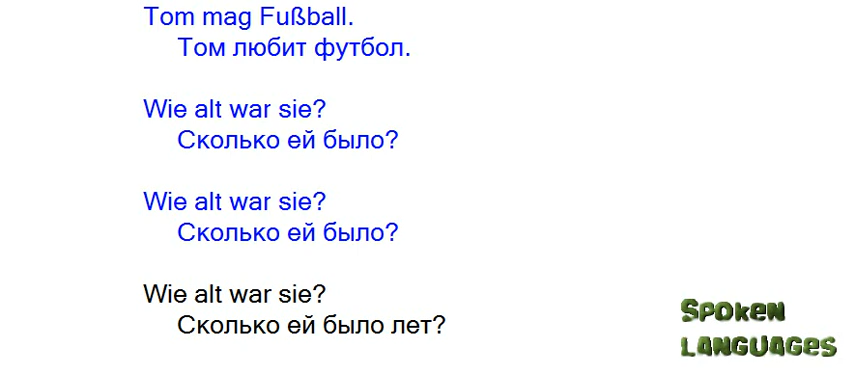 Tom mag Fußball.
Том любит футбол.
Wie alt war sie?
Сколько ей было?
Wie alt war sie?
Сколько ей было?
Wie alt war sie?
Сколько ей было лет?
SPOKEN
LANGUAGES